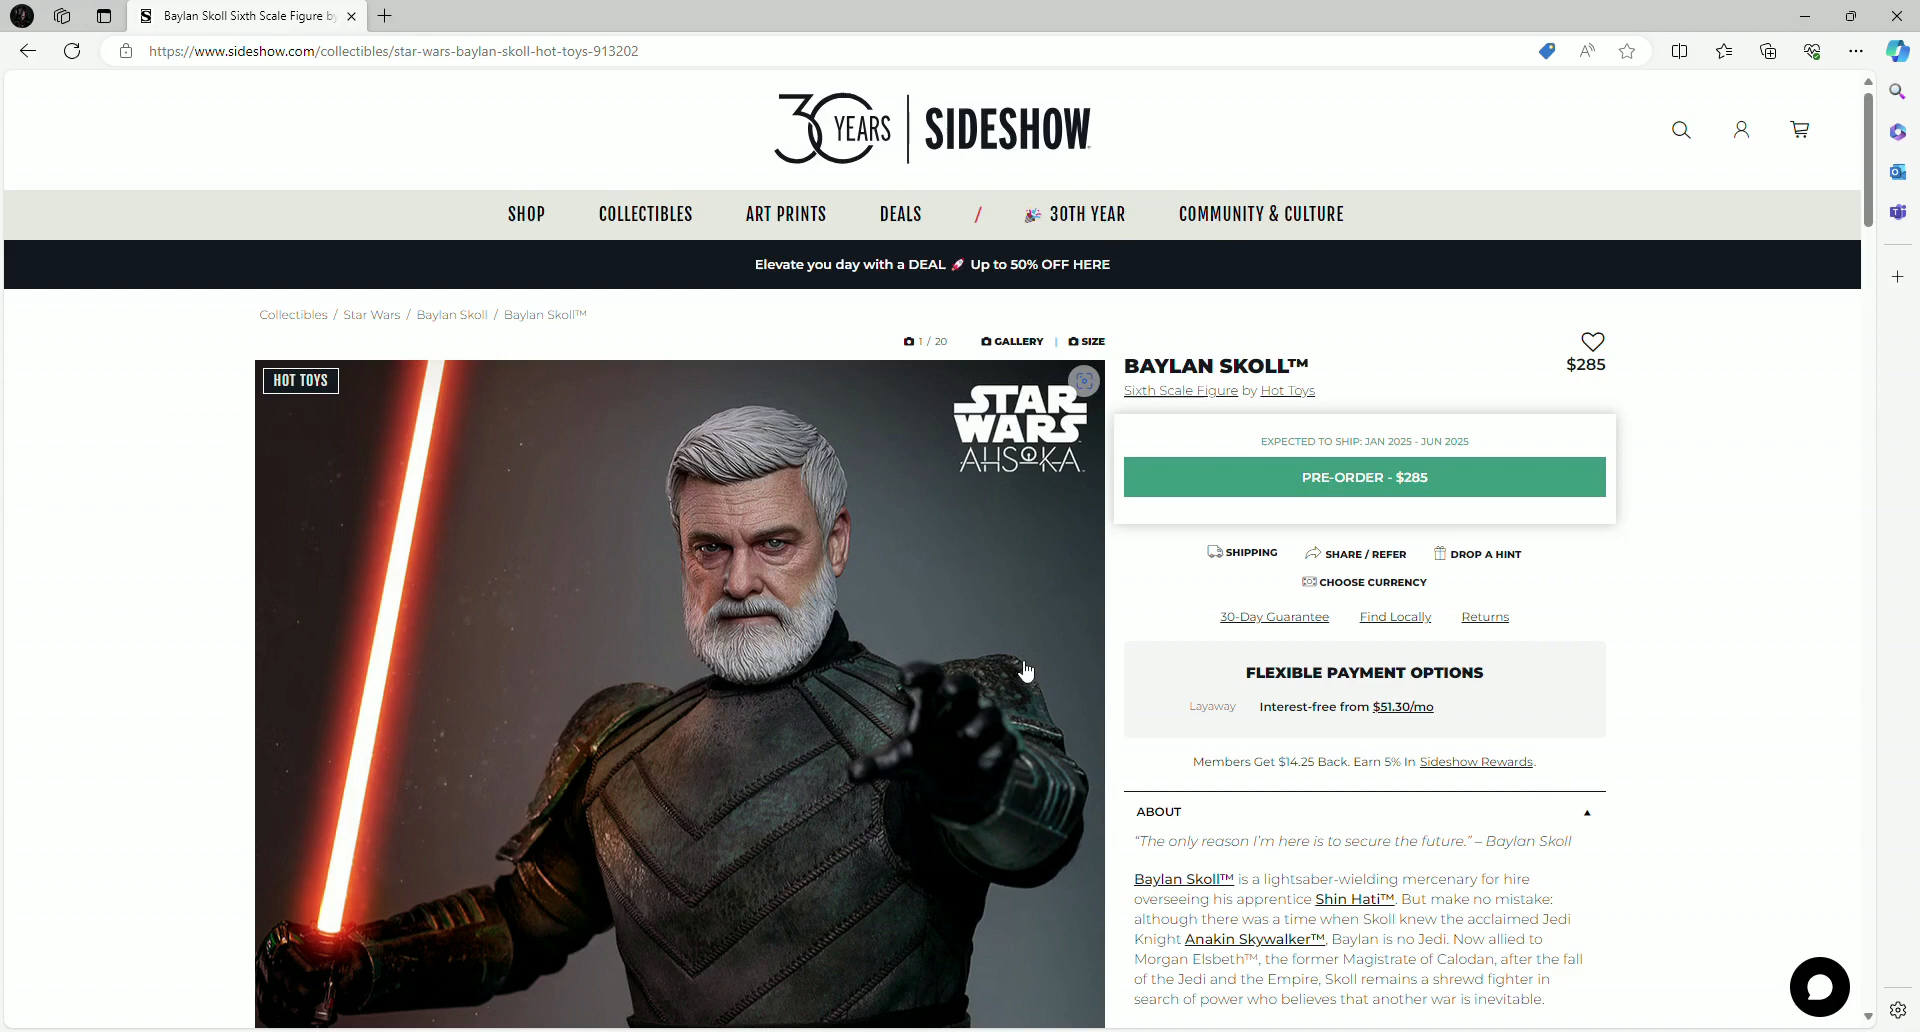 Baylan Skoll Sixth Scale Figure by
https://www.sideshow.com/collectibles/star-wars-baylan-skoll-hot-toys-913202
30 YEARS | SIDESHOW
SHOP COLLECTIBLES ART PRINTS DEALS / 🎉 30TH YEAR COMMUNITY & CULTURE
Elevate you day with a DEAL 🚀 Up to 50% OFF HERE
Collectibles / Star Wars / Baylan Skoll / Baylan Skoll™
1 / 20 GALLERY | SIZE
HOT TOYS
STAR WARS
AHSOKA
BAYLAN SKOLL™
$285
Sixth Scale Figure by Hot Toys
EXPECTED TO SHIP: JAN 2025 - JUN 2025
PRE-ORDER - $285
SHIPPING SHARE / REFER DROP A HINT
CHOOSE CURRENCY
30-Day Guarantee Find Locally Returns
FLEXIBLE PAYMENT OPTIONS
Layaway Interest-free from $51.30/mo
Members Get $14.25 Back. Earn 5% In Sideshow Rewards.
ABOUT
“The only reason I’m here is to secure the future.” – Baylan Skoll
Baylan Skoll™ is a lightsaber-wielding mercenary for hire
overseeing his apprentice Shin Hati™. But make no mistake:
although there was a time when Skoll knew the acclaimed Jedi
Knight Anakin Skywalker™, Baylan is no Jedi. Now allied to
Morgan Elsbeth™, the former Magistrate of Calodan, after the fall
of the Jedi and the Empire, Skoll remains a shrewd fighter in
search of power who believes that another war is inevitable.